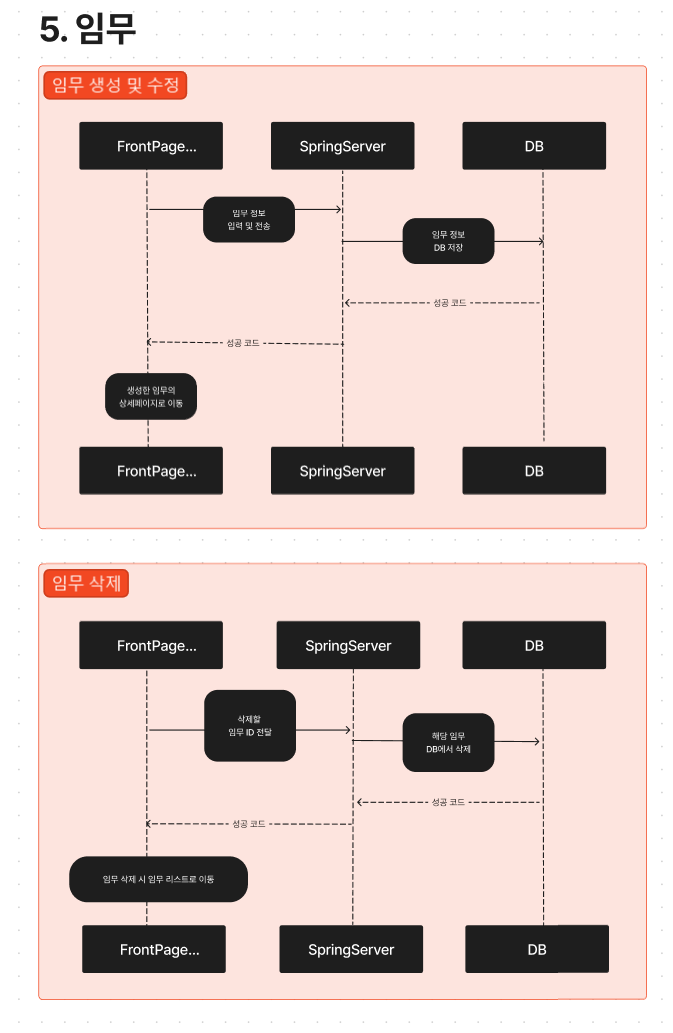 5. 임무
임무 생성 및 수정
FrontPage...
SpringServer
DB
임무 정보
입력 및 전송
임무 정보
DB 저장
성공 코드
성공 코드
생성한 임무의
상세페이지로 이동
FrontPage...
SpringServer
DB
임무 삭제
FrontPage...
SpringServer
DB
삭제할
임무 ID 전달
해당 임무
DB에서 삭제
성공 코드
성공 코드
임무 삭제 시 임무 리스트로 이동
FrontPage...
SpringServer
DB